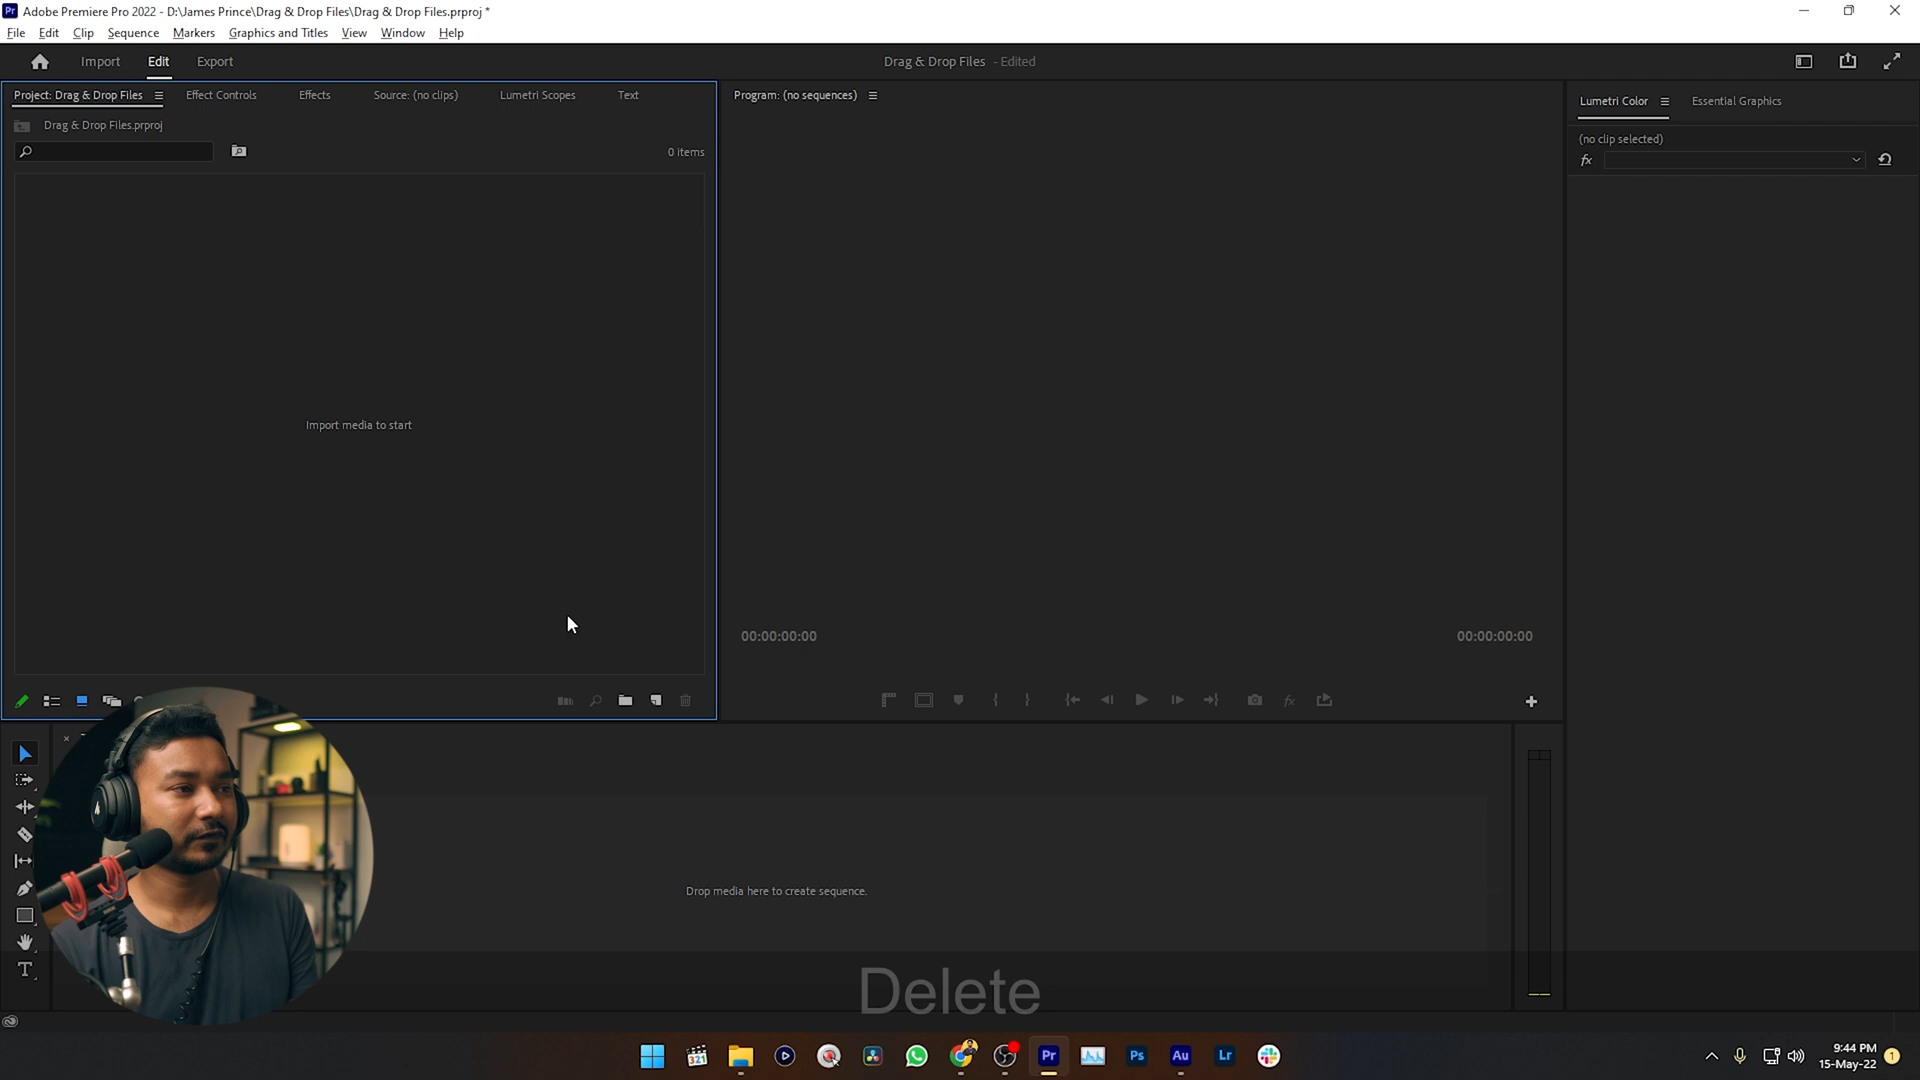 Adobe Premiere Pro 2022 - D:\James Prince\Drag & Drop Files\Drag & Drop Files.prproj *
File Edit Clip Sequence Markers Graphics and Titles View Window Help
Import Edit Export
Drag & Drop Files - Edited
Project: Drag & Drop Files Effect Controls Effects Source: (no clips) Lumetri Scopes Text
Program: (no sequences)
Lumetri Color Essential Graphics
Drag & Drop Files.prproj
(no clip selected)
0 items
fx
Import media to start
00:00:00:00
00:00:00:00
fx
Drop media here to create sequence.
Delete
321
Pr
Ps
Au
Lr
9:44 PM
15-May-22
1